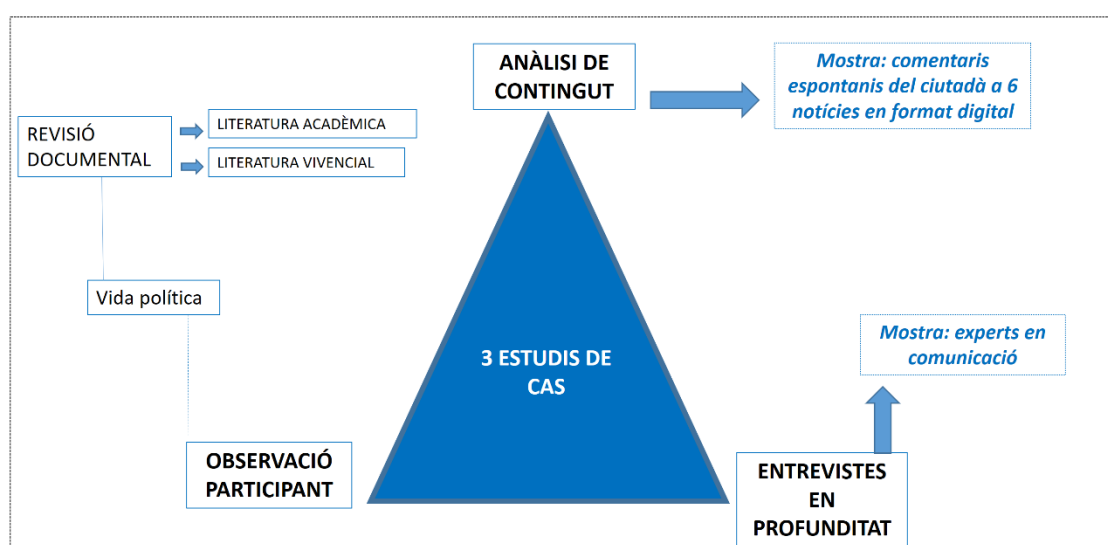 ANÀLISI DE
CONTINGUT
Mostra: comentaris
espontanis del ciutadà a 6
notícies en format digital
REVISIÓ
DOCUMENTAL
LITERATURA ACADÈMICA
LITERATURA VIVENCIAL
Vida política
3 ESTUDIS DE
CAS
Mostra: experts en
comunicació
OBSERVACIÓ
PARTICIPANT
ENTREVISTES
EN
PROFUNDITAT